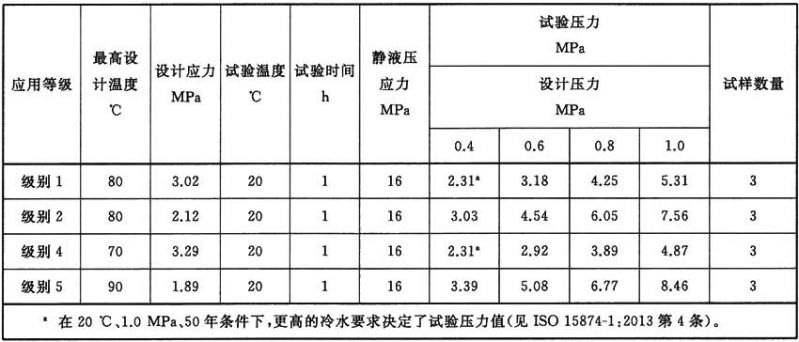 应用等级 最高设计温度 ℃ 设计应力 MPa 试验温度 ℃ 试验时间 h 静液压应力 MPa 试验压力 MPa 试样数量
设计压力 MPa
0.4 0.6 0.8 1.0
级别 1 80 3.02 20 1 16 2.31ᵃ 3.18 4.25 5.31 3
级别 2 80 2.12 20 1 16 3.03 4.54 6.05 7.56 3
级别 4 70 3.29 20 1 16 2.31ᵃ 2.92 3.89 4.87 3
级别 5 90 1.89 20 1 16 3.39 5.08 6.77 8.46 3
ᵃ 在 20 ℃、1.0 MPa、50 年条件下,更高的冷水要求决定了试验压力值(见 ISO 15874-1:2013 第 4 条)。